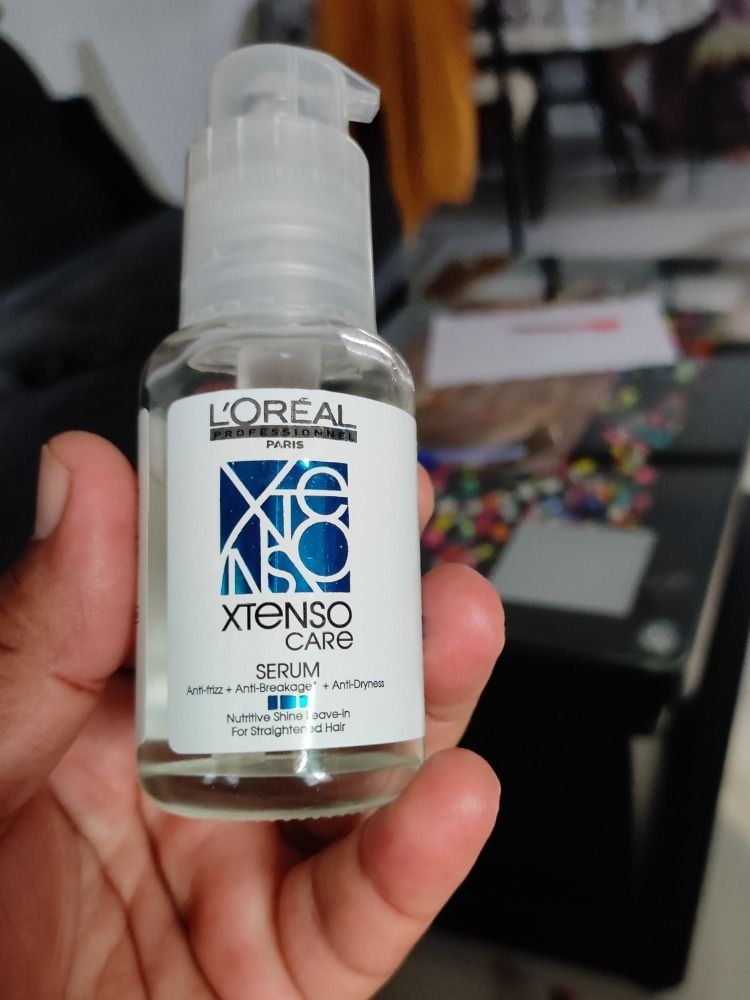 L'ORÉAL
PROFESSIONNEL
PARIS
XTENSO
XTENSO
CARE
SERUM
Anti-frizz + Anti-Breakage* + Anti-Dryness
Nutritive Shine Leave-in
For Straightened Hair